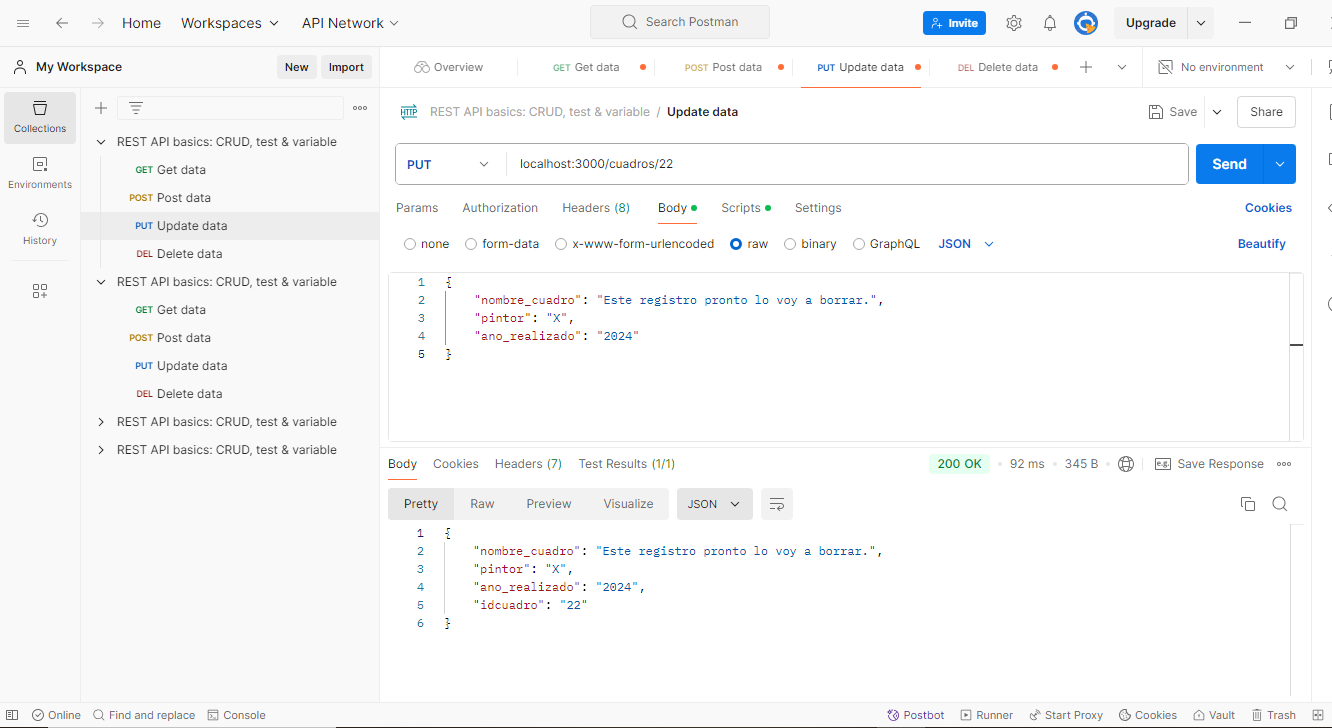 Home Workspaces API Network Search Postman Invite Upgrade
My Workspace New Import
Overview GET Get data POST Post data PUT Update data DEL Delete data No environment
Collections
Environments
History
REST API basics: CRUD, test & variable
GET Get data
POST Post data
PUT Update data
DEL Delete data
REST API basics: CRUD, test & variable
GET Get data
POST Post data
PUT Update data
DEL Delete data
REST API basics: CRUD, test & variable
REST API basics: CRUD, test & variable
HTTP REST API basics: CRUD, test & variable / Update data Save Share
PUT localhost:3000/cuadros/22 Send
Params Authorization Headers (8) Body Scripts Settings Cookies
none form-data x-www-form-urlencoded raw binary GraphQL JSON Beautify
1 {
2 "nombre_cuadro": "Este registro pronto lo voy a borrar.",
3 "pintor": "X",
4 "ano_realizado": "2024"
5 }
Body Cookies Headers (7) Test Results (1/1) 200 OK 92 ms 345 B e.g. Save Response
Pretty Raw Preview Visualize JSON
1 {
2 "nombre_cuadro": "Este registro pronto lo voy a borrar.",
3 "pintor": "X",
4 "ano_realizado": "2024",
5 "idcuadro": "22"
6 }
Online Find and replace Console Postbot Runner Start Proxy Cookies Vault Trash